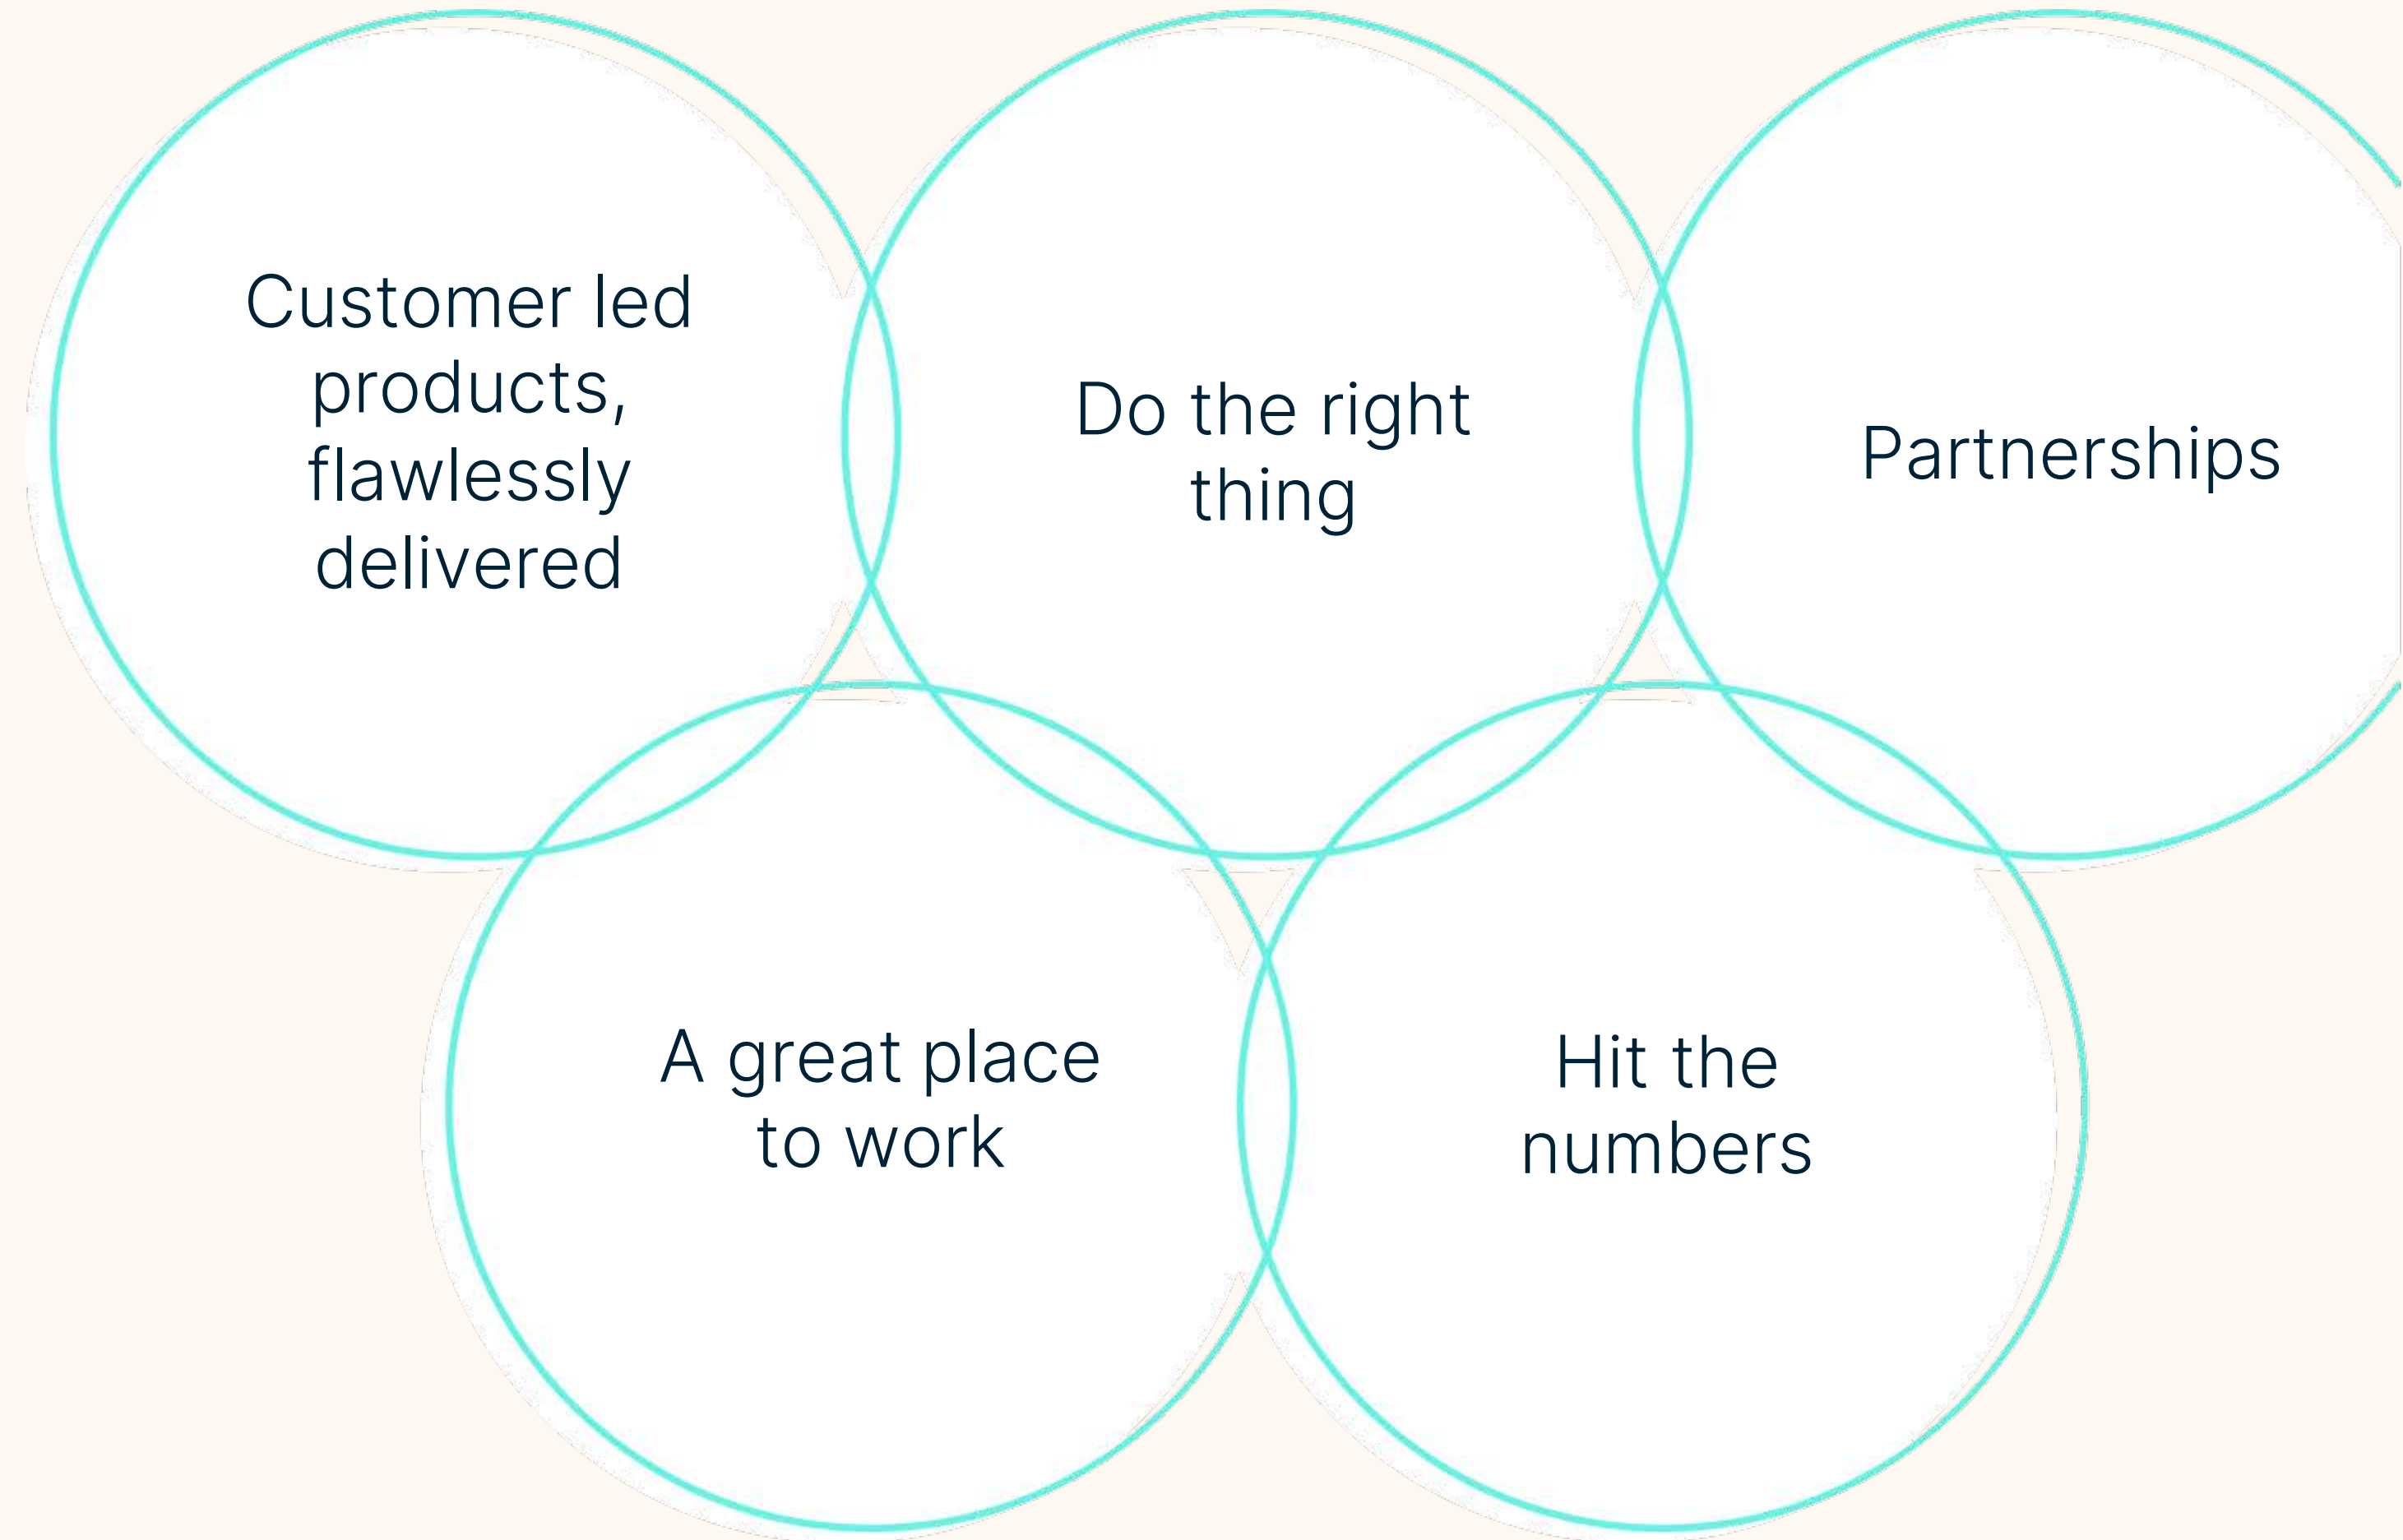 Customer led
products,
flawlessly
delivered
Do the right
thing
Partnerships
A great place
to work
Hit the
numbers